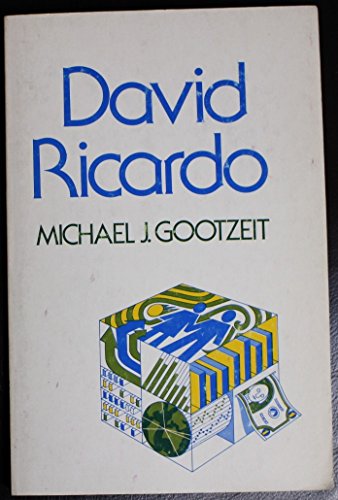 David
Ricardo
MICHAEL J. GOOTZEIT